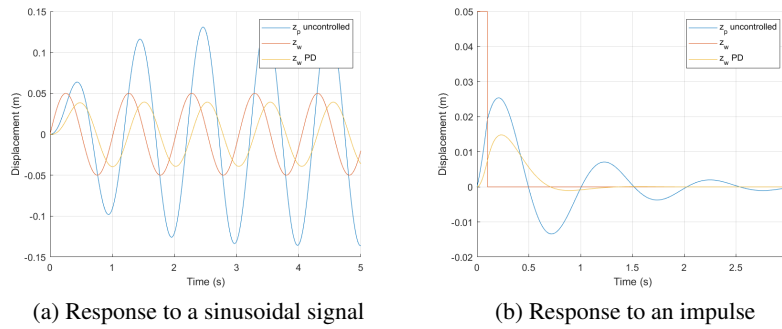 0.15
0.1
0.05
0
-0.05
-0.1
-0.15
Displacement (m)
0 1 2 3 4 5
Time (s)
z_p uncontrolled
z_w
z_w PD
(a) Response to a sinusoidal signal
0.05
0.04
0.03
0.02
0.01
0
-0.01
-0.02
Displacement (m)
0 0.5 1 1.5 2 2.5
Time (s)
z_p uncontrolled
z_w
z_w PD
(b) Response to an impulse